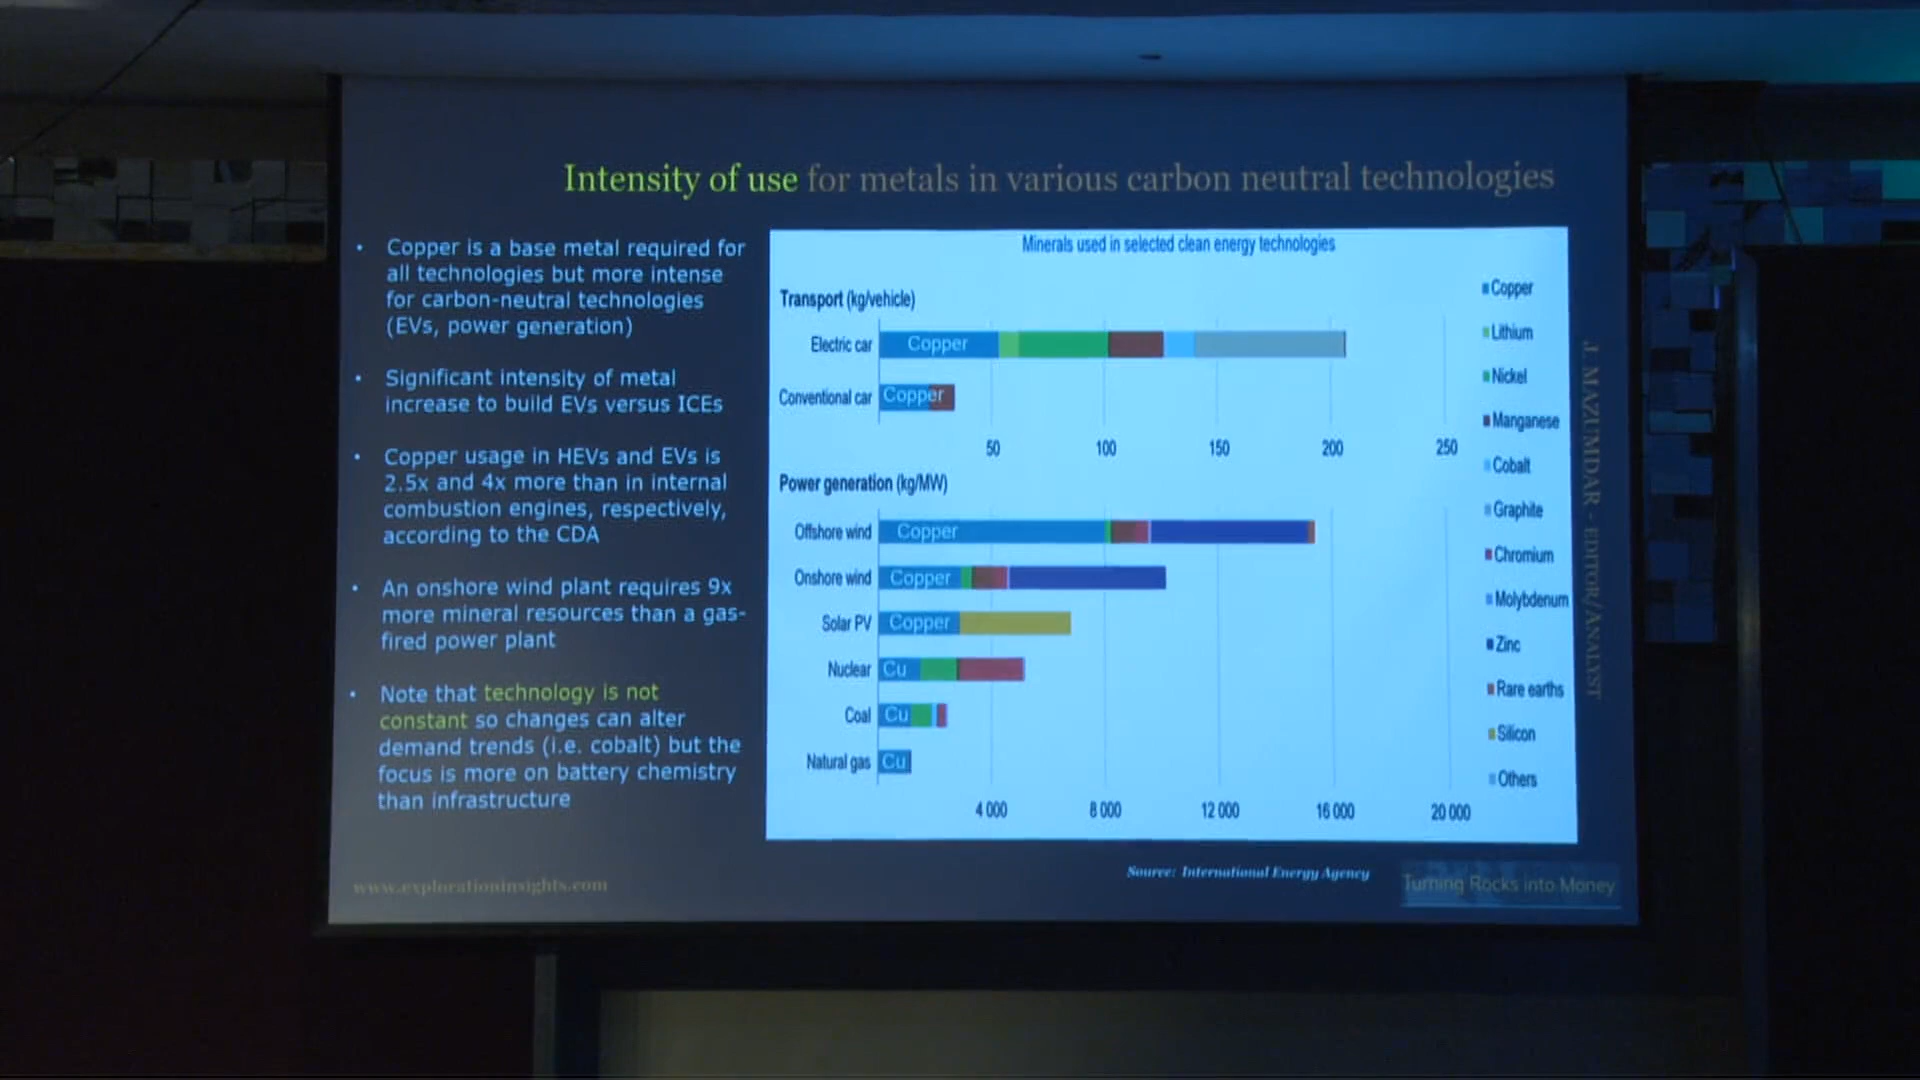 Intensity of use for metals in various carbon neutral technologies
• Copper is a base metal required for
all technologies but more intense
for carbon-neutral technologies
(EVs, power generation)
• Significant intensity of metal
increase to build EVs versus ICEs
• Copper usage in HEVs and EVs is
2.5x and 4x more than in internal
combustion engines, respectively,
according to the CDA
• An onshore wind plant requires 9x
more mineral resources than a gas-
fired power plant
• Note that technology is not
constant so changes can alter
demand trends (i.e. cobalt) but the
focus is more on battery chemistry
than infrastructure
Minerals used in selected clean energy technologies
Transport (kg/vehicle)
Electric car Copper
Conventional car Copper
50 100 150 200 250
Power generation (kg/MW)
Offshore wind Copper
Onshore wind Copper
Solar PV Copper
Nuclear Cu
Coal Cu
Natural gas Cu
4 000 8 000 12 000 16 000 20 000
Copper
Lithium
Nickel
Manganese
Cobalt
Graphite
Chromium
Molybdenum
Zinc
Rare earths
Silicon
Others
J. MAZUMDAR - EDITOR/ANALYST
Source: International Energy Agency
www.explorationinsights.com
Turning Rocks into Money